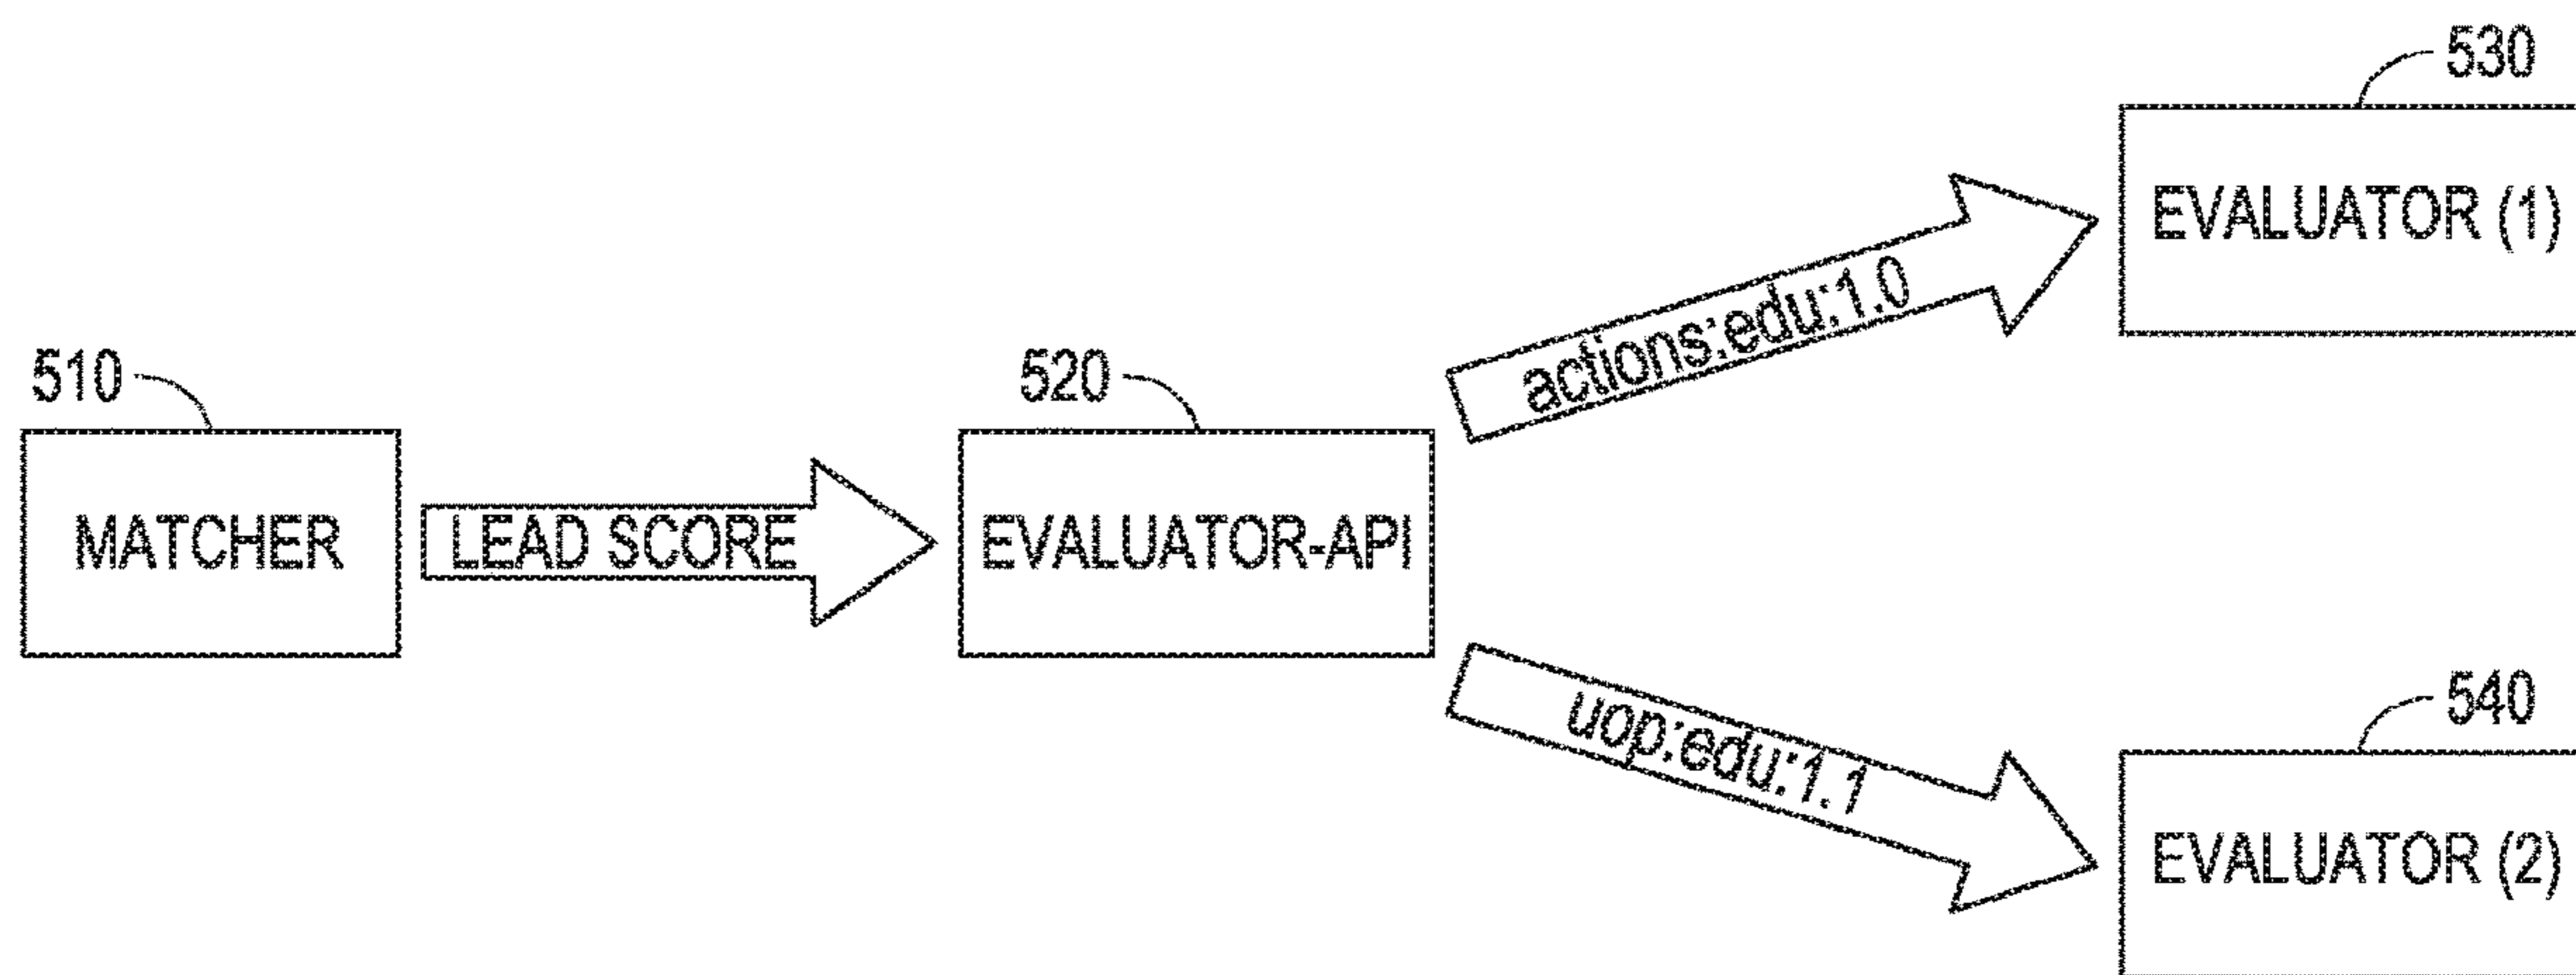 530
EVALUATOR (1)
actions:edu:1.0
510
520
MATCHER
LEAD SCORE
EVALUATOR-API
540
uop:edu:1.1
EVALUATOR (2)